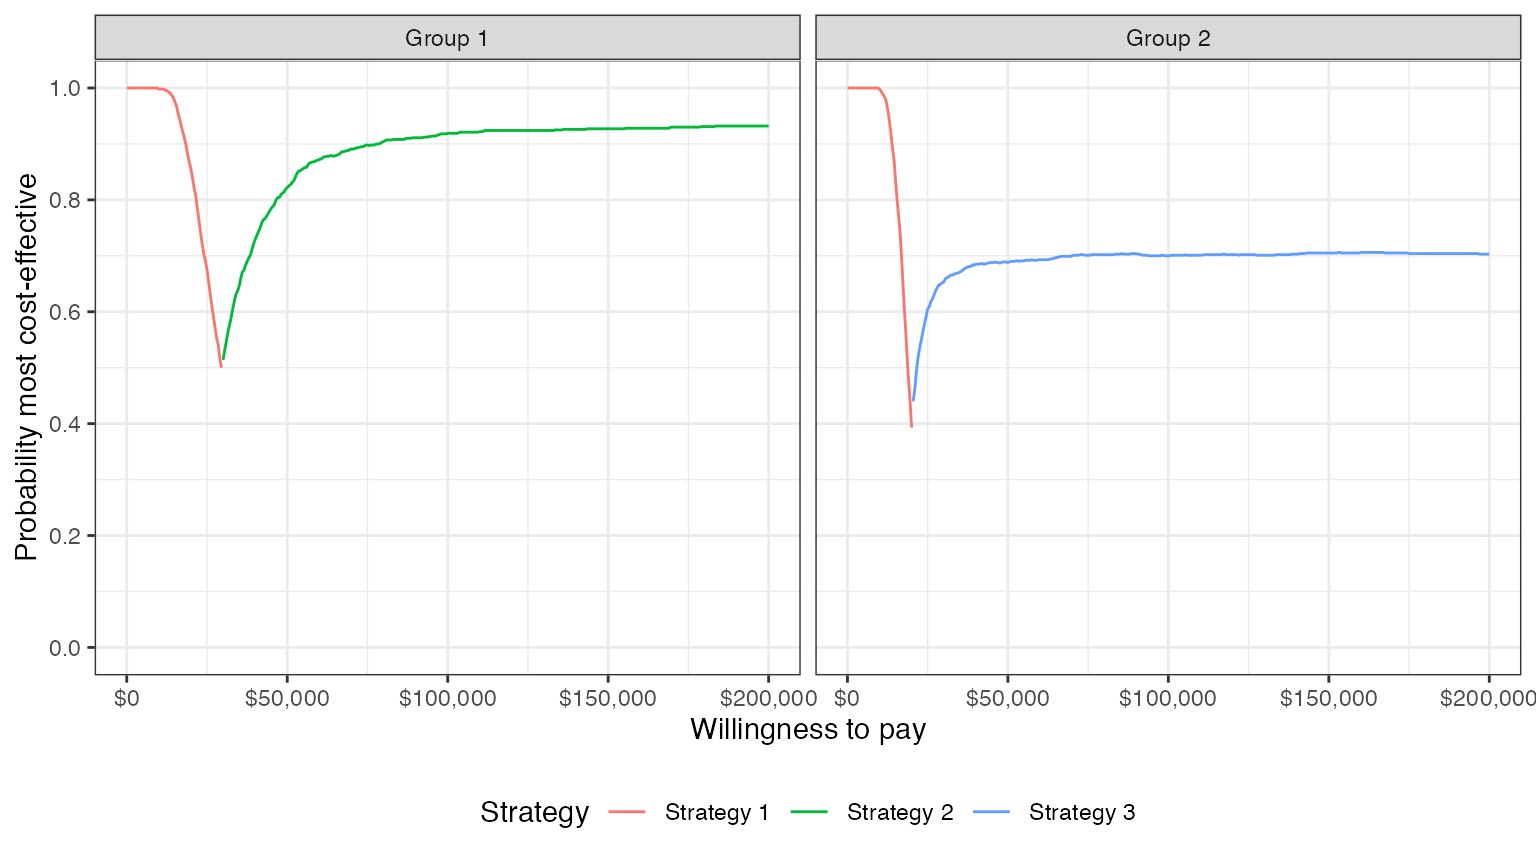 Group 1
Group 2
Probability most cost-effective
1.0
0.8
0.6
0.4
0.2
0.0
$0 $50,000 $100,000 $150,000 $200,000
$0 $50,000 $100,000 $150,000 $200,000
Willingness to pay
Strategy Strategy 1 Strategy 2 Strategy 3